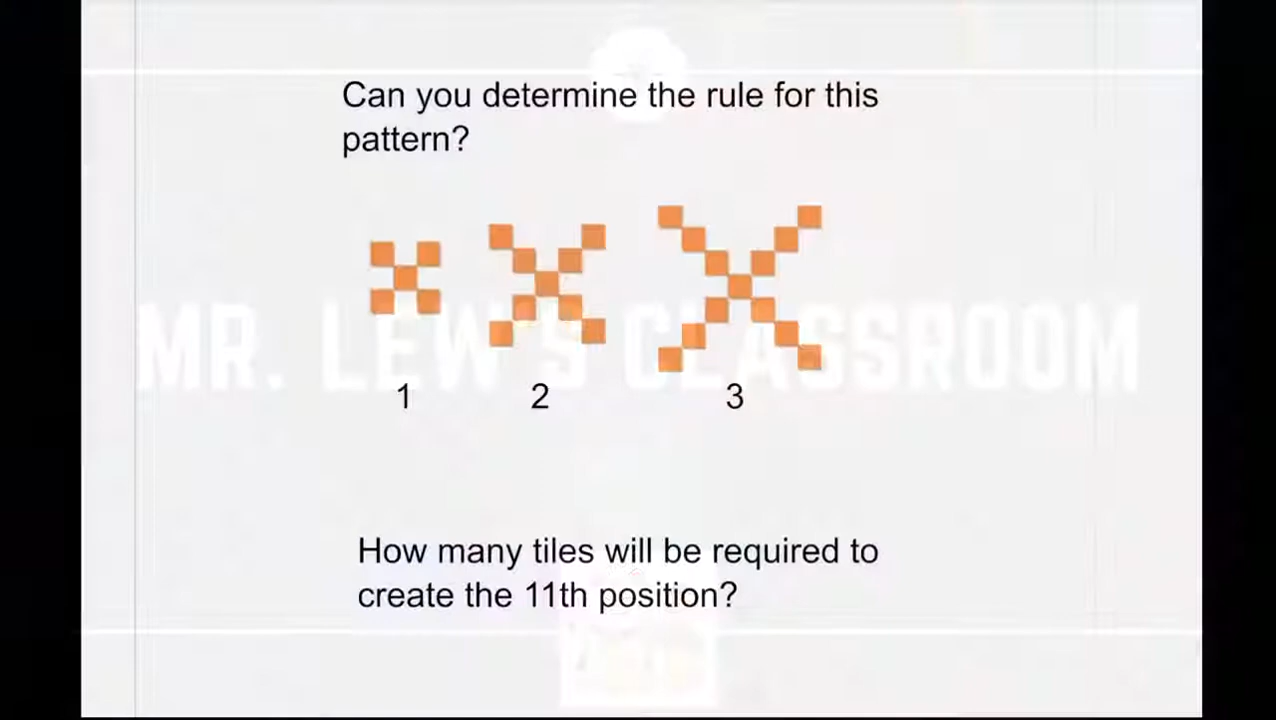 Can you determine the rule for this
pattern?
MR. LEW'S CLASSROOM
1 2 3
How many tiles will be required to
create the 11th position?